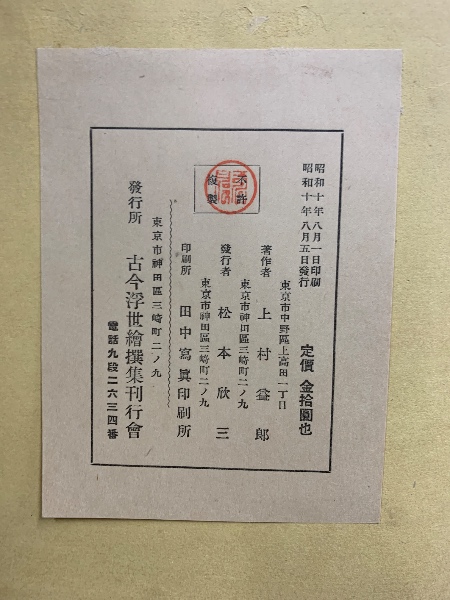 昭和十年八月一日印刷
昭和十年八月五日發行
定價 金拾圓也
不許
複製
東京市中野區上高田一丁目
著作者 上村益郎
東京市神田區三崎町二ノ九
發行者 松本欣三
東京市神田區三崎町二ノ九
印刷所 田中寫眞印刷所
東京市神田區三崎町二ノ九
發行所 古今浮世繪撰集刊行會
電話九段二六三四番